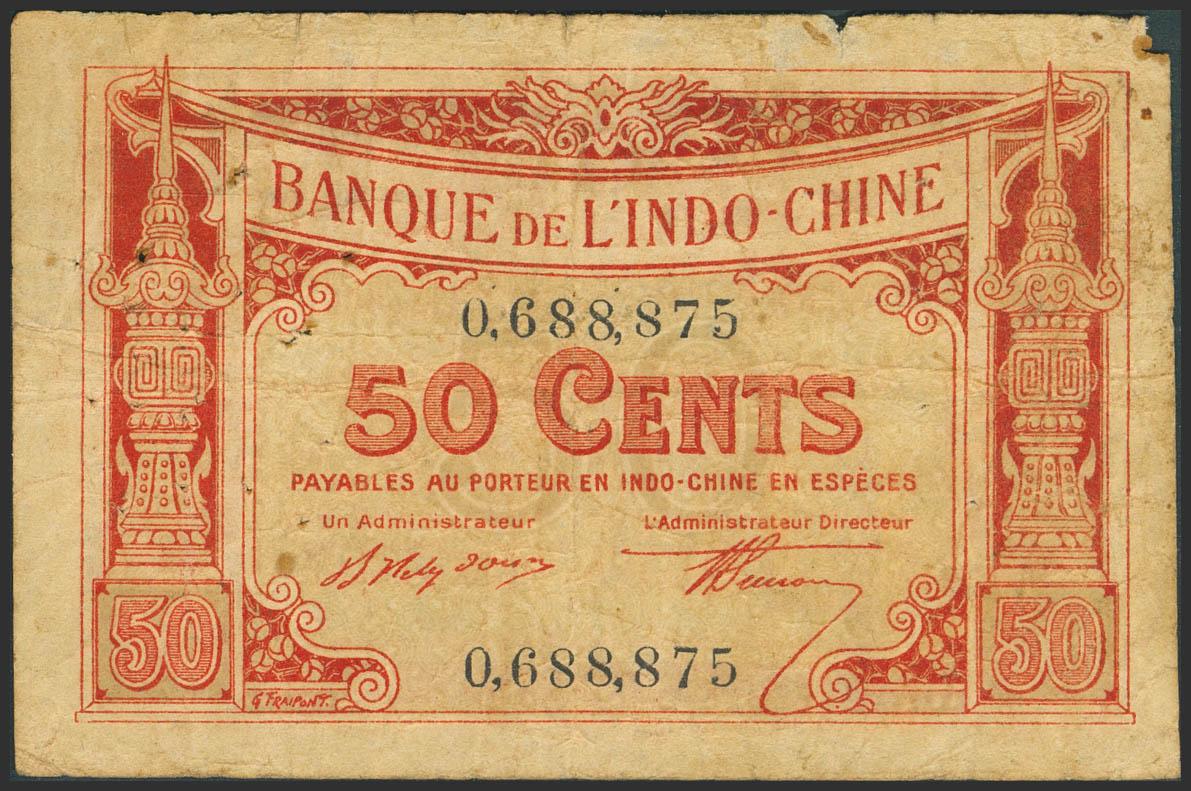 BANQUE DE L'INDO-CHINE
0,688,875
50 CENTS
PAYABLES AU PORTEUR EN INDO-CHINE EN ESPÈCES
Un Administrateur L'Administrateur Directeur
0,688,875
50 50
G FRAIPONT.